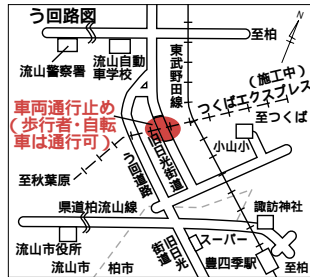 う回路図
N
至柏
流山警察署
流山自動
車学校
東武野田線
(施工中)
つくばエクスプレス
車両通行止め
(歩行者・自転
車は通行可)
至つくば
小山小
旧日光街道
う回道路
至秋葉原
県道柏流山線
諏訪神社
流山市役所
旧日光
街道
スーパー
流山市
柏市
豊四季駅
至柏